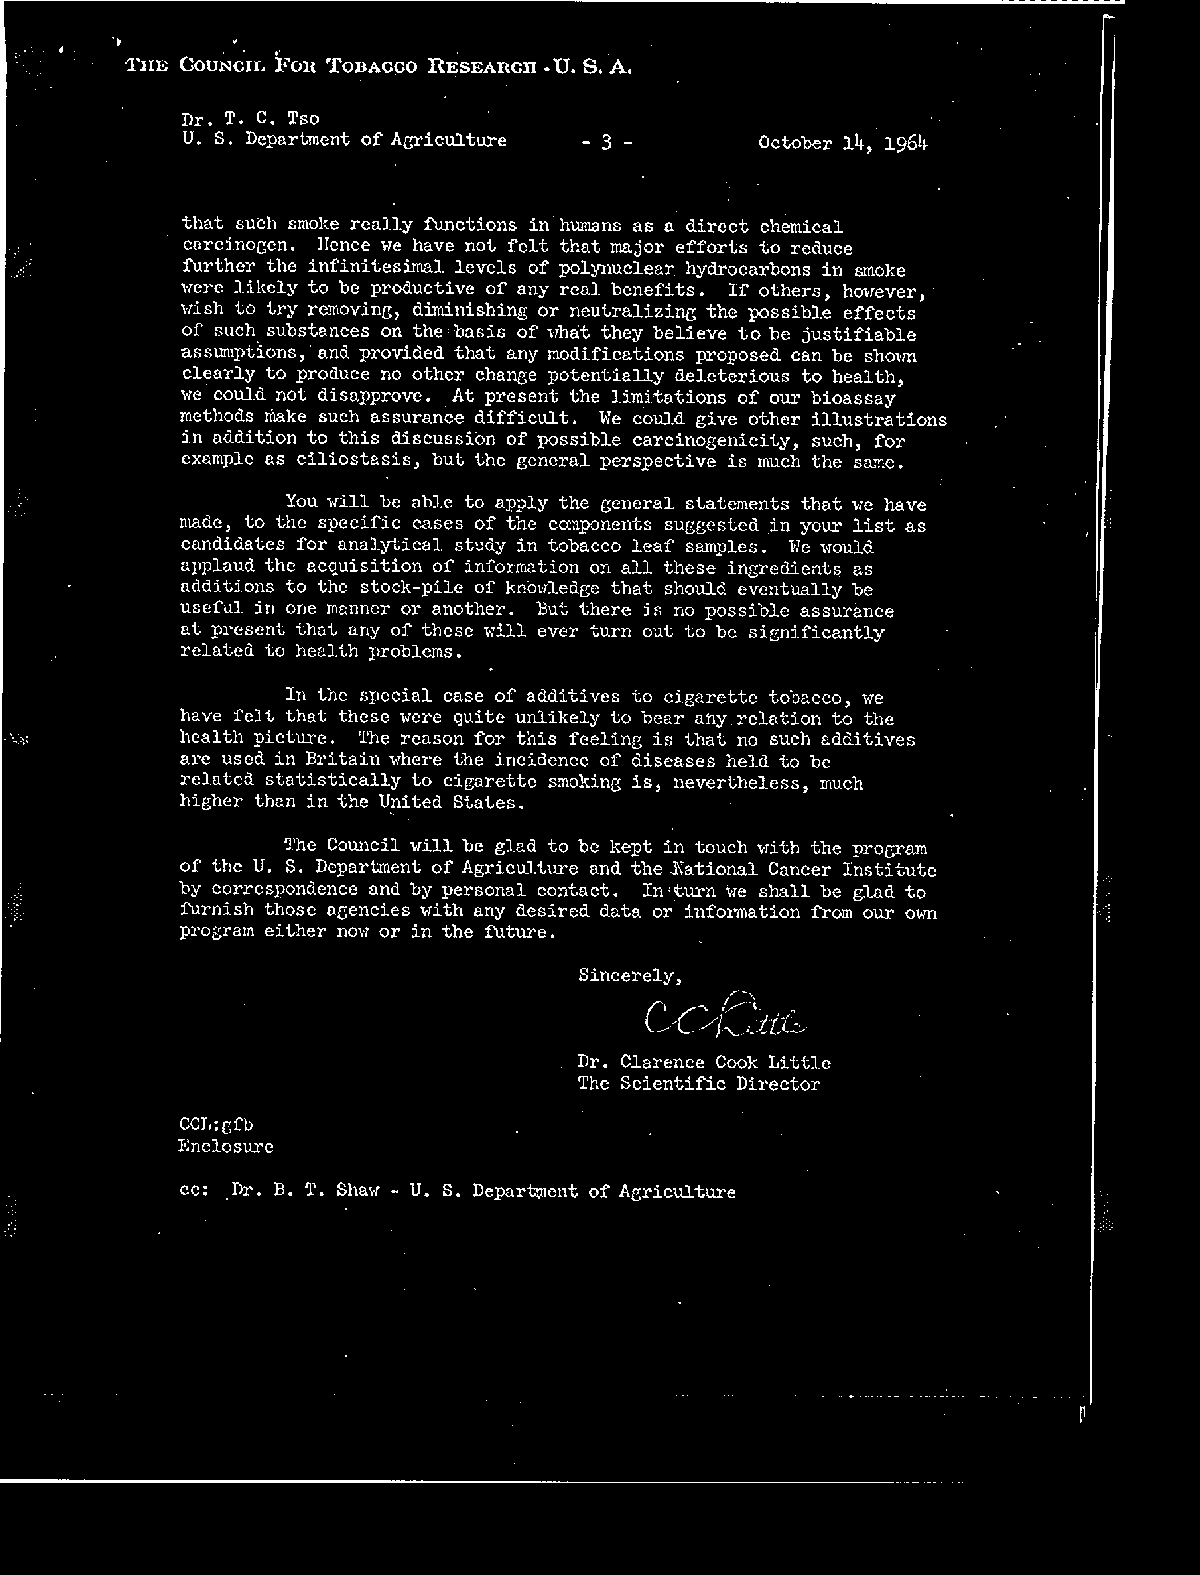 THE COUNCIL FOR TOBACCO RESEARCH - U. S. A.
Dr. T. C. Tso
U. S. Department of Agriculture - 3 - October 14, 1964
that such smoke really functions in humans as a direct chemical
carcinogen. Hence we have not felt that major efforts to reduce
further the infinitesimal levels of polynuclear hydrocarbons in smoke
were likely to be productive of any real benefits. If others, however,
wish to try removing, diminishing or neutralizing the possible effects
of such substances on the basis of what they believe to be justifiable
assumptions, and provided that any modifications proposed can be shown
clearly to produce no other change potentially deleterious to health,
we could not disapprove. At present the limitations of our bioassay
methods make such assurance difficult. We could give other illustrations
in addition to this discussion of possible carcinogenicity, such, for
example as ciliostasis, but the general perspective is much the same.
You will be able to apply the general statements that we have
made, to the specific cases of the components suggested in your list as
candidates for analytical study in tobacco leaf samples. We would
applaud the acquisition of information on all these ingredients as
additions to the stock-pile of knowledge that should eventually be
useful in one manner or another. But there is no possible assurance
at present that any of these will ever turn out to be significantly
related to health problems.
In the special case of additives to cigarette tobacco, we
have felt that these were quite unlikely to bear any relation to the
health picture. The reason for this feeling is that no such additives
are used in Britain where the incidence of diseases held to be
related statistically to cigarette smoking is, nevertheless, much
higher than in the United States.
The Council will be glad to be kept in touch with the program
of the U. S. Department of Agriculture and the National Cancer Institute
by correspondence and by personal contact. In turn we shall be glad to
furnish those agencies with any desired data or information from our own
program either now or in the future.
Sincerely,
CCLittle
Dr. Clarence Cook Little
The Scientific Director
CCL:gfb
Enclosure
cc: Dr. B. T. Shaw - U. S. Department of Agriculture